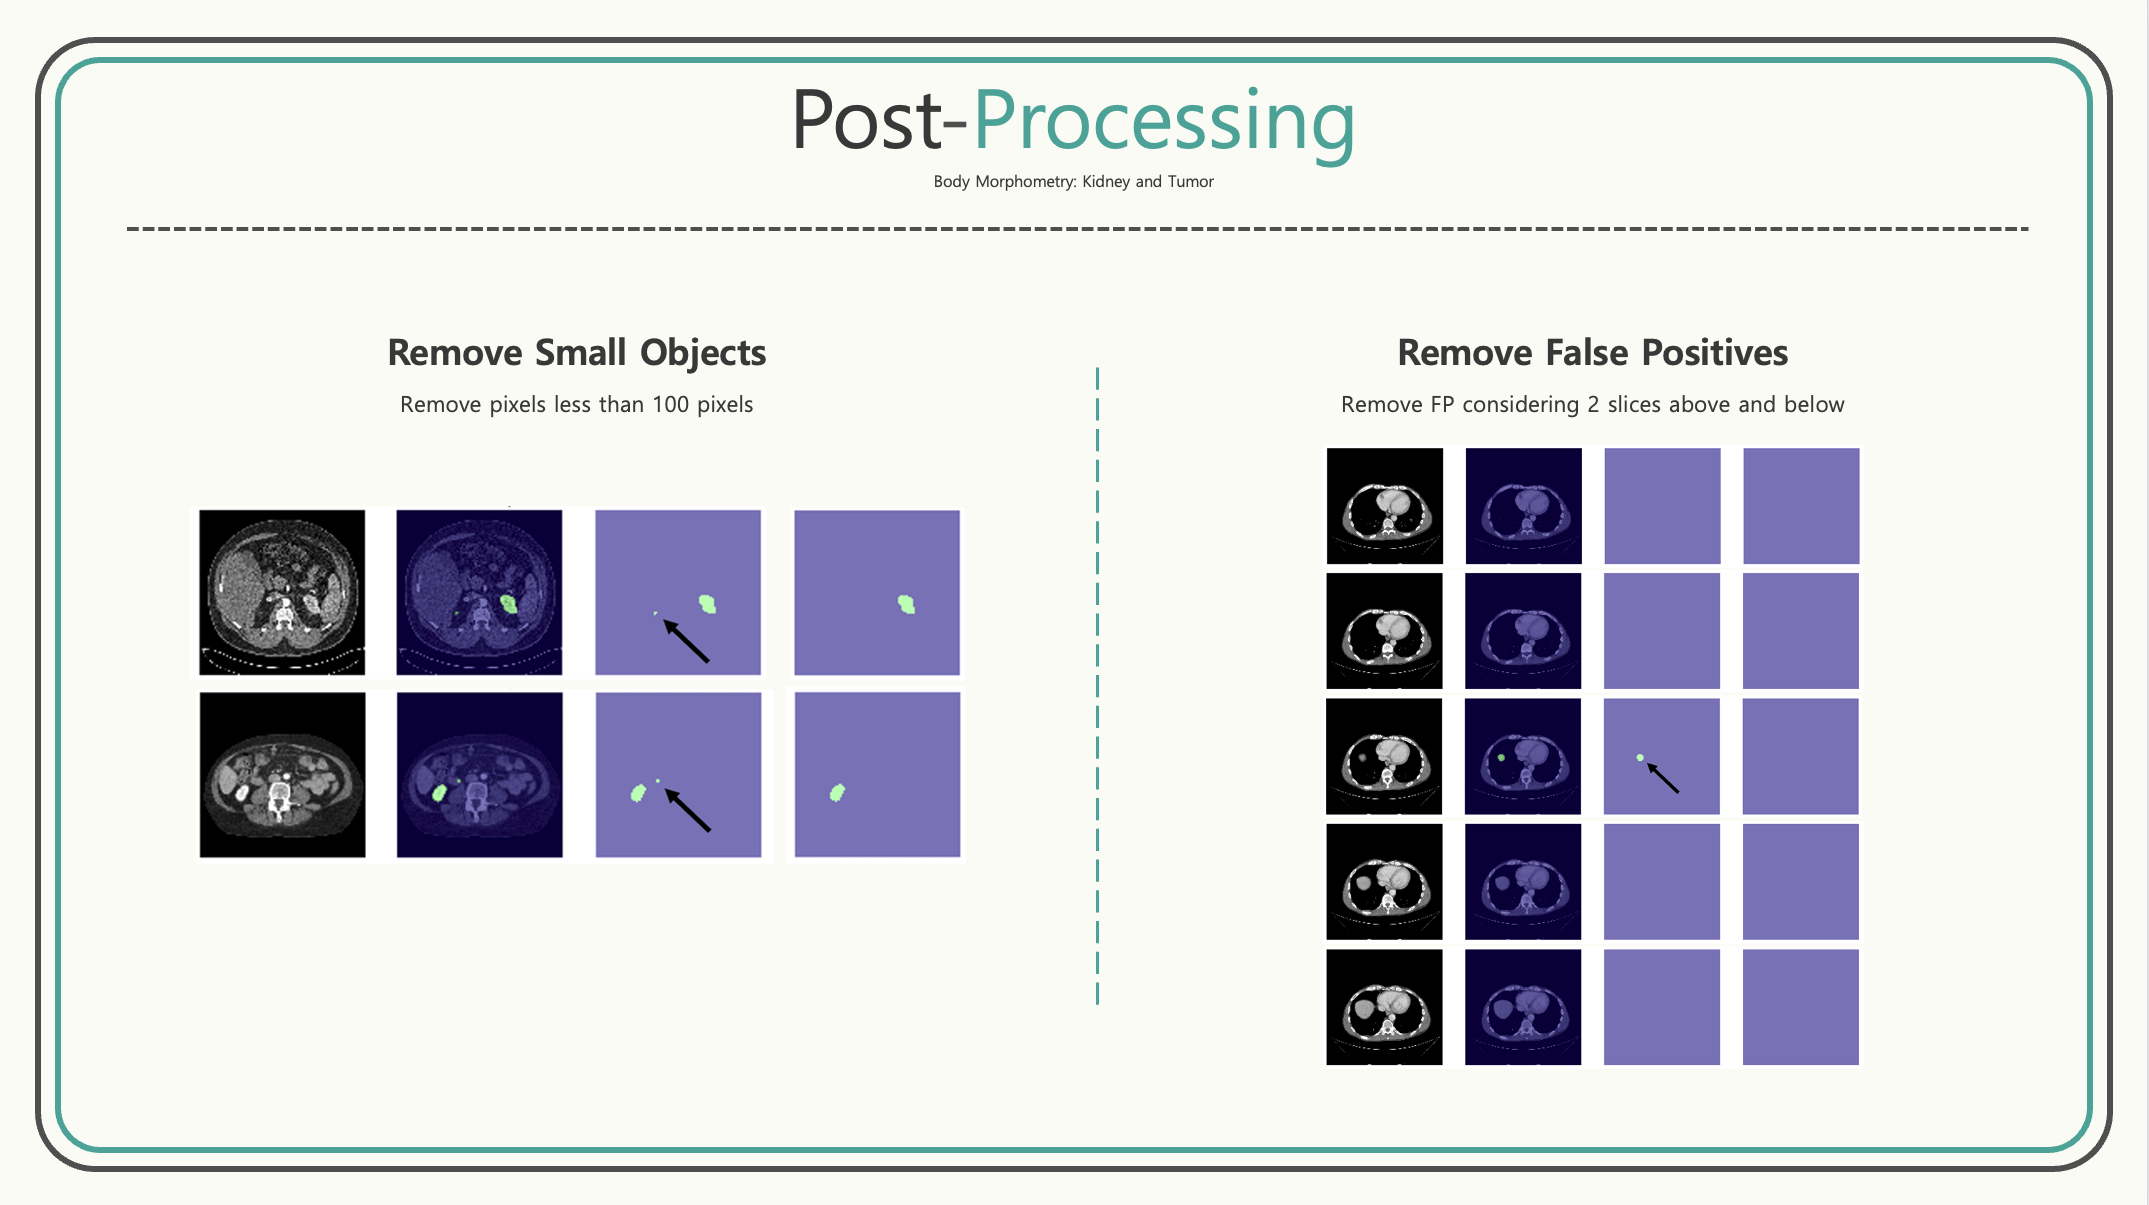 Post-Processing
Body Morphometry: Kidney and Tumor
Remove Small Objects
Remove pixels less than 100 pixels
Remove False Positives
Remove FP considering 2 slices above and below